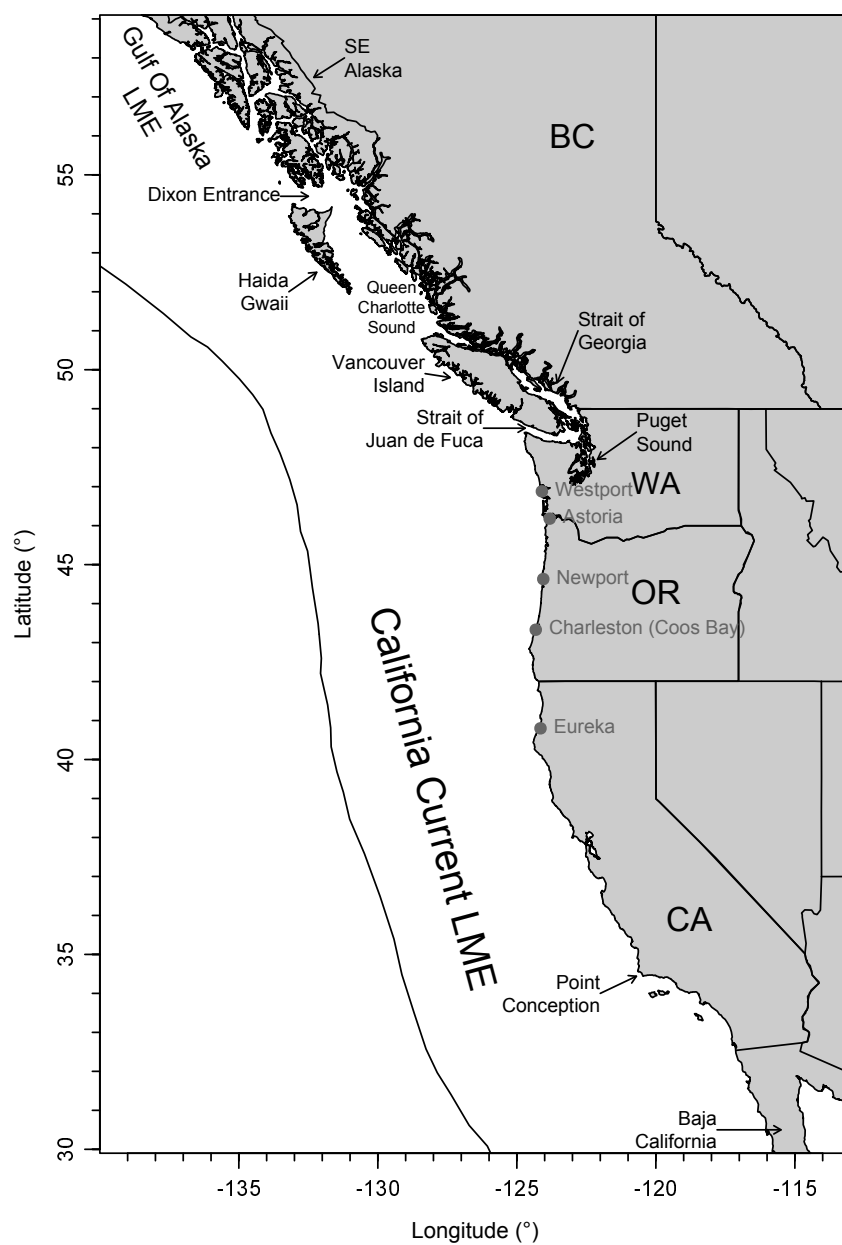 Gulf Of Alaska
LME
SE
Alaska
BC
Dixon Entrance
Haida
Gwaii
Queen
Charlotte
Sound
Strait of
Georgia
Vancouver
Island
Strait of
Juan de Fuca
Puget
Sound
WA
Westport
Astoria
Newport
OR
Charleston (Coos Bay)
Eureka
California Current LME
CA
Point
Conception
Baja
California
55
50
45
40
35
30
Latitude (°)
-135
-130
-125
-120
-115
Longitude (°)